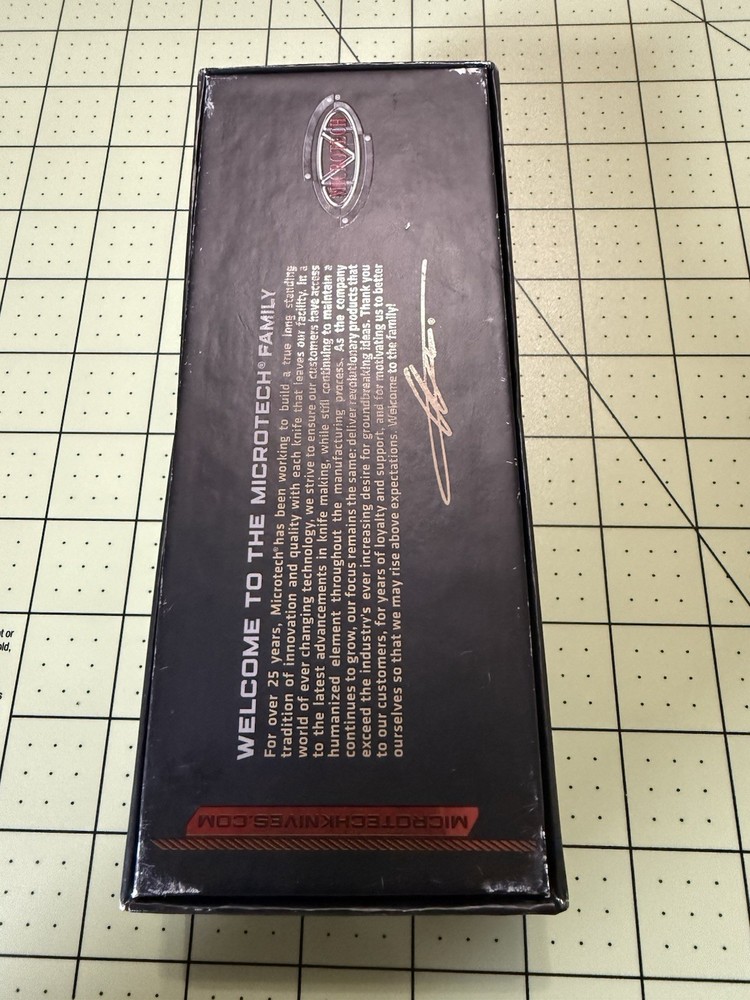 MICROTECH
WELCOME TO THE MICROTECH® FAMILY
For over 25 years, Microtech® has been working to build a true long standing
tradition of innovation and quality with each knife that leaves our facility. In a
world of ever changing technology, we strive to ensure our customers have access
to the latest advancements in knife making, while still continuing to maintain a
humanized element throughout the manufacturing process. As the company
continues to grow, our focus remains the same: deliver revolutionary products that
exceed the industry's ever increasing desire for groundbreaking ideas. Thank you
to our customers, for years of loyalty and support, and for motivating us to better
ourselves so that we may rise above expectations. Welcome to the family!
MICROTECHKNIVES.COM